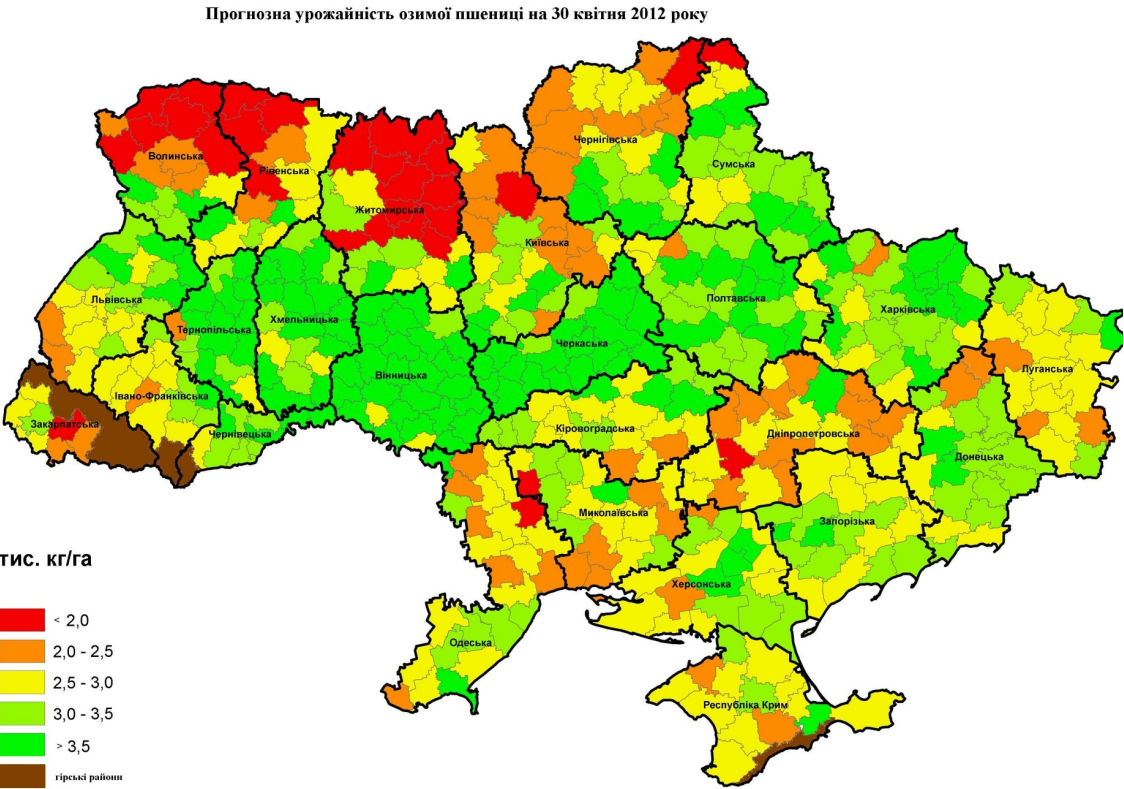 Прогнозна урожайність озимої пшениці на 30 квітня 2012 року
Чернігівська
Волинська
Рівенська
Сумська
Житомирська
Київська
Львівська
Тернопільська
Хмельницька
Полтавська
Харківська
Черкаська
Вінницька
Луганська
Івано-Франківська
Закарпатська
Чернівецька
Кіровоградська
Дніпропетровська
Донецька
Миколаївська
Запорізька
Херсонська
Одеська
Республіка Крим
тис. кг/га
< 2,0
2,0 - 2,5
2,5 - 3,0
3,0 - 3,5
> 3,5
гірські райони